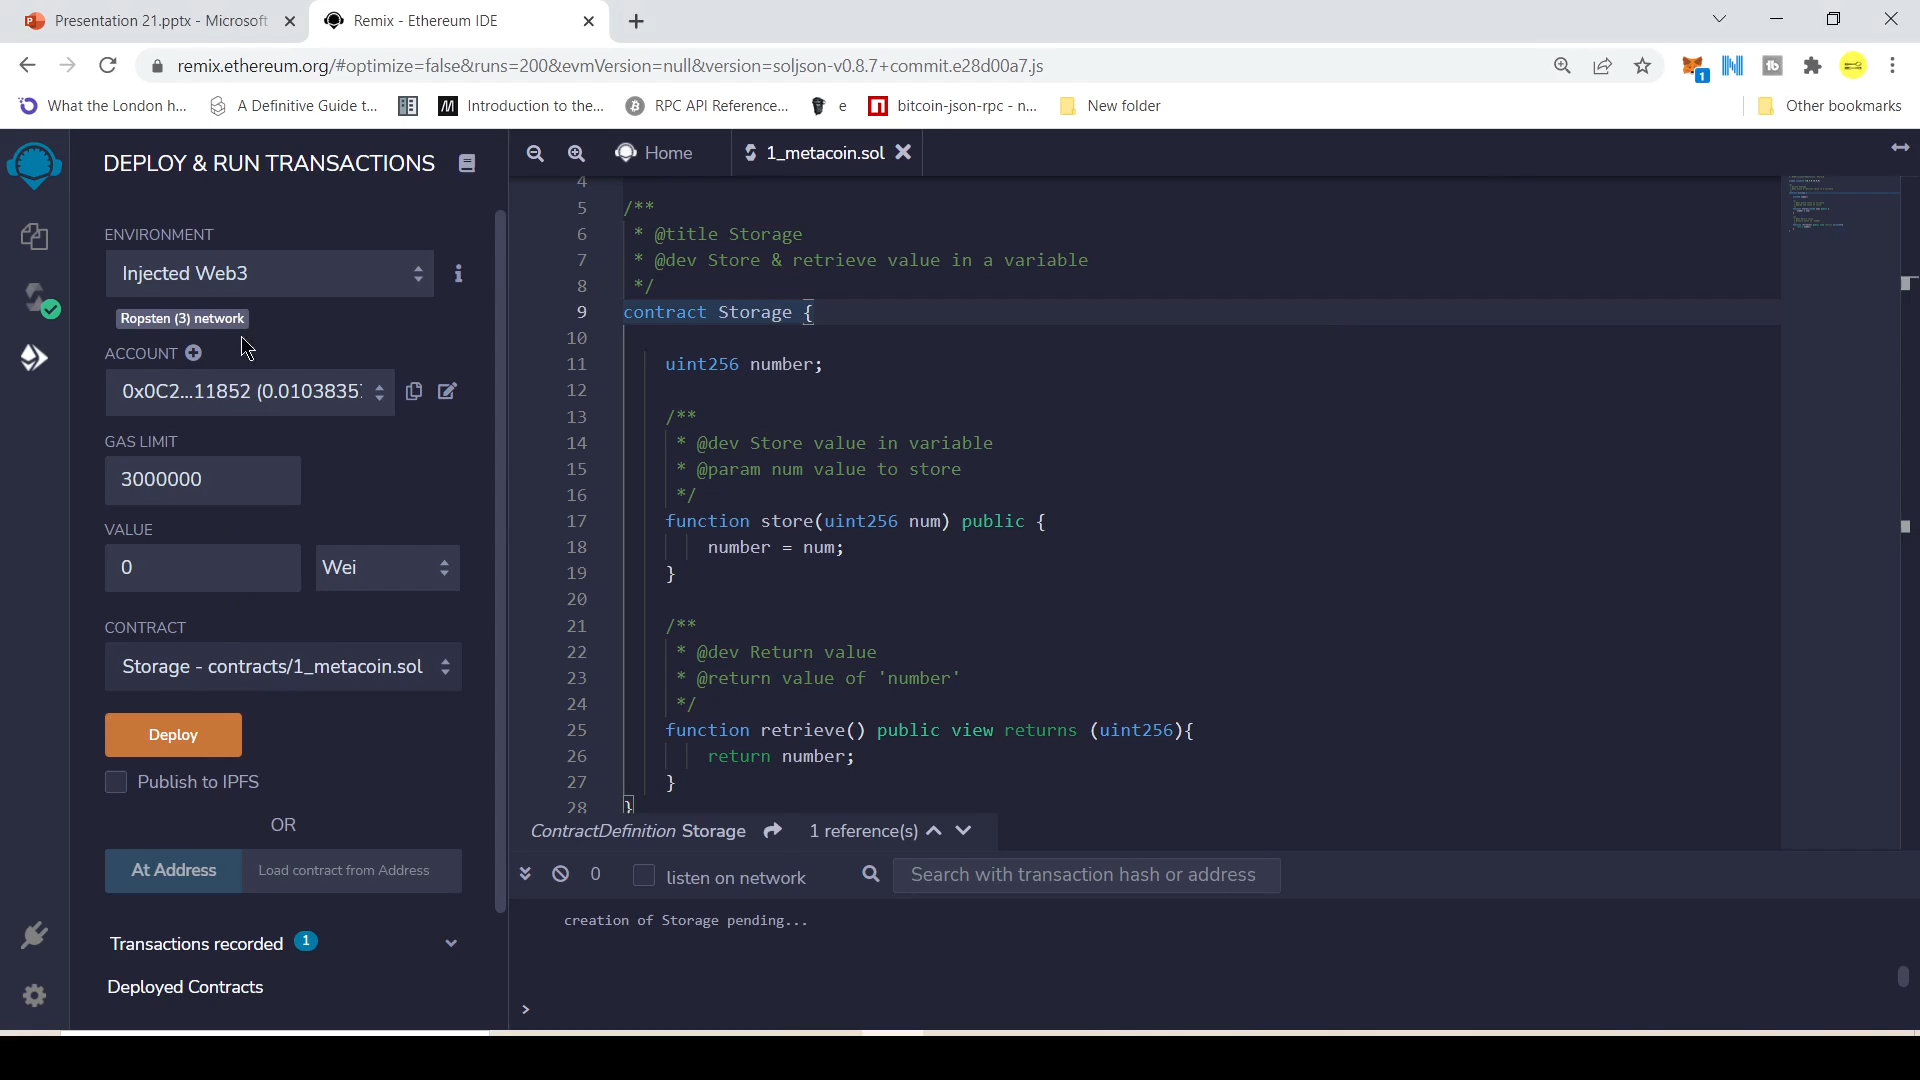 Presentation 21.pptx - Microsoft
Remix - Ethereum IDE
remix.ethereum.org/#optimize=false&runs=200&evmVersion=null&version=soljson-v0.8.7+commit.e28d00a7.js
1
What the London h...
A Definitive Guide t...
Introduction to the...
RPC API Reference...
e
bitcoin-json-rpc - n...
New folder
Other bookmarks
DEPLOY & RUN TRANSACTIONS
ENVIRONMENT
Injected Web3
Ropsten (3) network
ACCOUNT
0x0C2...11852 (0.0103835
GAS LIMIT
3000000
VALUE
0
Wei
CONTRACT
Storage - contracts/1_metacoin.sol
Deploy
Publish to IPFS
OR
At Address
Load contract from Address
Transactions recorded 1
Deployed Contracts
Home
1_metacoin.sol
4
5 /**
6 * @title Storage
7 * @dev Store & retrieve value in a variable
8 */
9 contract Storage {
10
11 uint256 number;
12
13 /**
14 * @dev Store value in variable
15 * @param num value to store
16 */
17 function store(uint256 num) public {
18 number = num;
19 }
20
21 /**
22 * @dev Return value
23 * @return value of 'number'
24 */
25 function retrieve() public view returns (uint256){
26 return number;
27 }
28 }
ContractDefinition Storage
1 reference(s)
0
listen on network
Search with transaction hash or address
creation of Storage pending...
>